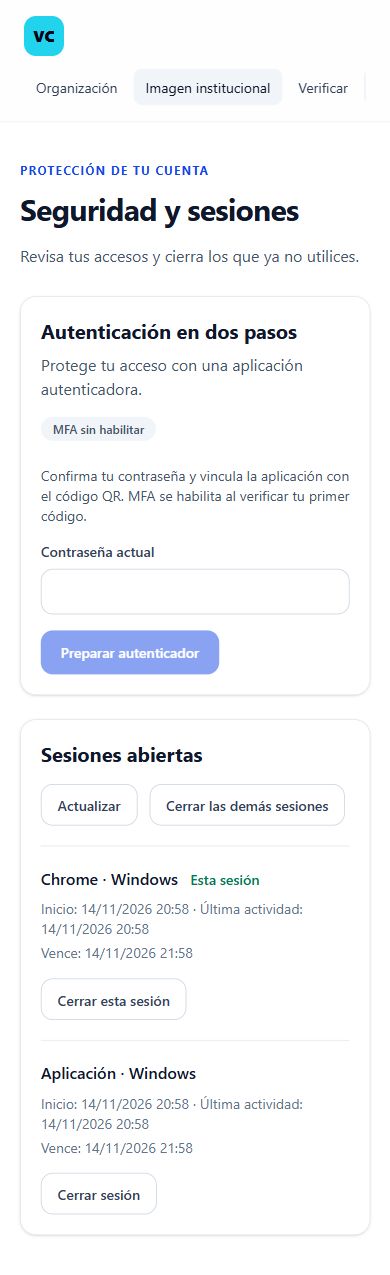 vc
Organización
Imagen institucional
Verificar
PROTECCIÓN DE TU CUENTA
Seguridad y sesiones
Revisa tus accesos y cierra los que ya no utilices.
Autenticación en dos pasos
Protege tu acceso con una aplicación
autenticadora.
MFA sin habilitar
Confirma tu contraseña y vincula la aplicación con
el código QR. MFA se habilita al verificar tu primer
código.
Contraseña actual
Preparar autenticador
Sesiones abiertas
Actualizar
Cerrar las demás sesiones
Chrome · Windows Esta sesión
Inicio: 14/11/2026 20:58 · Última actividad:
14/11/2026 20:58
Vence: 14/11/2026 21:58
Cerrar esta sesión
Aplicación · Windows
Inicio: 14/11/2026 20:58 · Última actividad:
14/11/2026 20:58
Vence: 14/11/2026 21:58
Cerrar sesión